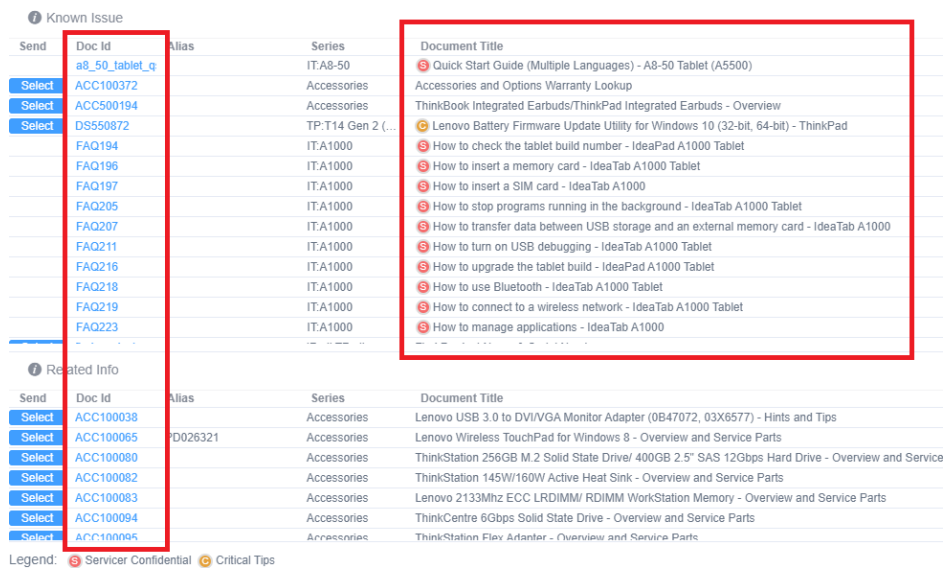 Known Issue
Send Doc Id Alias Series Document Title
a8_50_tablet_q IT:A8-50 S Quick Start Guide (Multiple Languages) - A8-50 Tablet (A5500)
Select ACC100372 Accessories Accessories and Options Warranty Lookup
Select ACC500194 Accessories ThinkBook Integrated Earbuds/ThinkPad Integrated Earbuds - Overview
Select DS550872 TP:T14 Gen 2 (... C Lenovo Battery Firmware Update Utility for Windows 10 (32-bit, 64-bit) - ThinkPad
FAQ194 IT:A1000 S How to check the tablet build number - IdeaPad A1000 Tablet
FAQ196 IT:A1000 S How to insert a memory card - IdeaTab A1000 Tablet
FAQ197 IT:A1000 S How to insert a SIM card - IdeaTab A1000
FAQ205 IT:A1000 S How to stop programs running in the background - IdeaTab A1000 Tablet
FAQ207 IT:A1000 S How to transfer data between USB storage and an external memory card - IdeaTab A1000
FAQ211 IT:A1000 S How to turn on USB debugging - IdeaTab A1000 Tablet
FAQ216 IT:A1000 S How to upgrade the tablet build - IdeaPad A1000 Tablet
FAQ218 IT:A1000 S How to use Bluetooth - IdeaTab A1000 Tablet
FAQ219 IT:A1000 S How to connect to a wireless network - IdeaTab A1000 Tablet
FAQ223 IT:A1000 S How to manage applications - IdeaTab A1000
Related Info
Send Doc Id Alias Series Document Title
Select ACC100038 Accessories Lenovo USB 3.0 to DVI/VGA Monitor Adapter (0B47072, 03X6577) - Hints and Tips
Select ACC100065 PD026321 Accessories Lenovo Wireless TouchPad for Windows 8 - Overview and Service Parts
Select ACC100080 Accessories ThinkStation 256GB M.2 Solid State Drive/ 400GB 2.5" SAS 12Gbps Hard Drive - Overview and Service
Select ACC100082 Accessories ThinkStation 145W/160W Active Heat Sink - Overview and Service Parts
Select ACC100083 Accessories Lenovo 2133Mhz ECC LRDIMM/ RDIMM WorkStation Memory - Overview and Service Parts
Select ACC100094 Accessories ThinkCentre 6Gbps Solid State Drive - Overview and Service Parts
Select ACC100095 Accessories ThinkStation Flex Adapter - Overview and Service Parts
Legend: S Servicer Confidential C Critical Tips